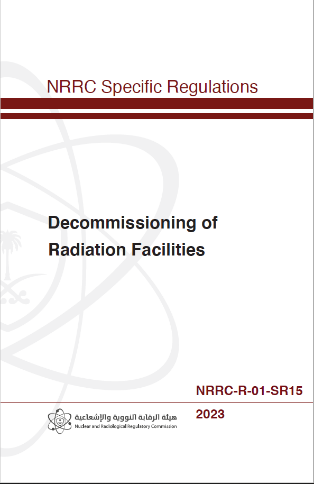 NRRC Specific Regulations
Decommissioning of
Radiation Facilities
NRRC-R-01-SR15
2023
هيئة الرقابة النووية والإشعاعية
Nuclear and Radiological Regulatory Commission